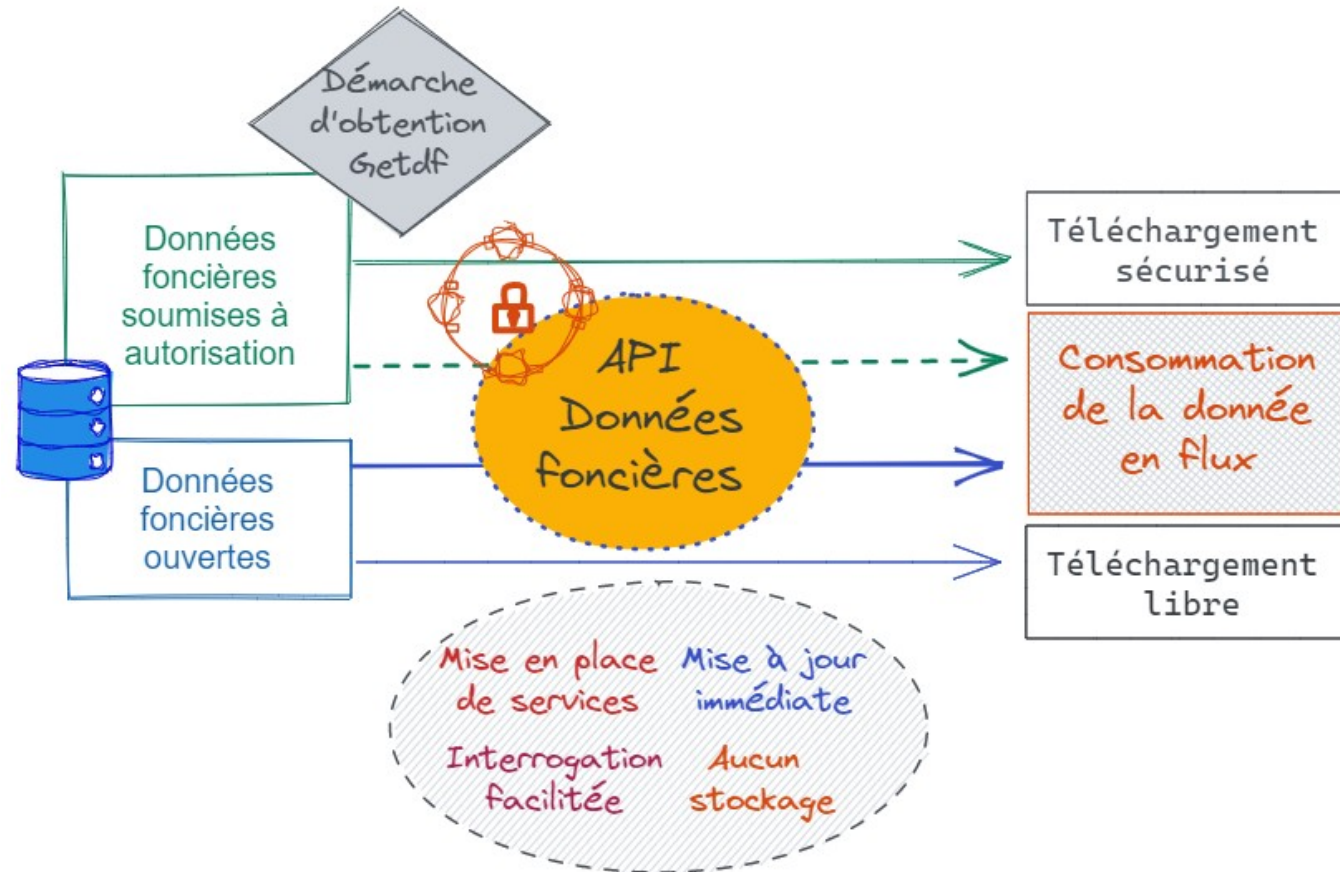 Démarche
d'obtention
Getdf
Données
foncières
soumises à
autorisation
Téléchargement
sécurisé
API
Données
foncières
Consommation
de la donnée
en flux
Données
foncières
ouvertes
Téléchargement
libre
Mise en place
de services
Mise à jour
immédiate
Interrogation
facilitée
Aucun
stockage